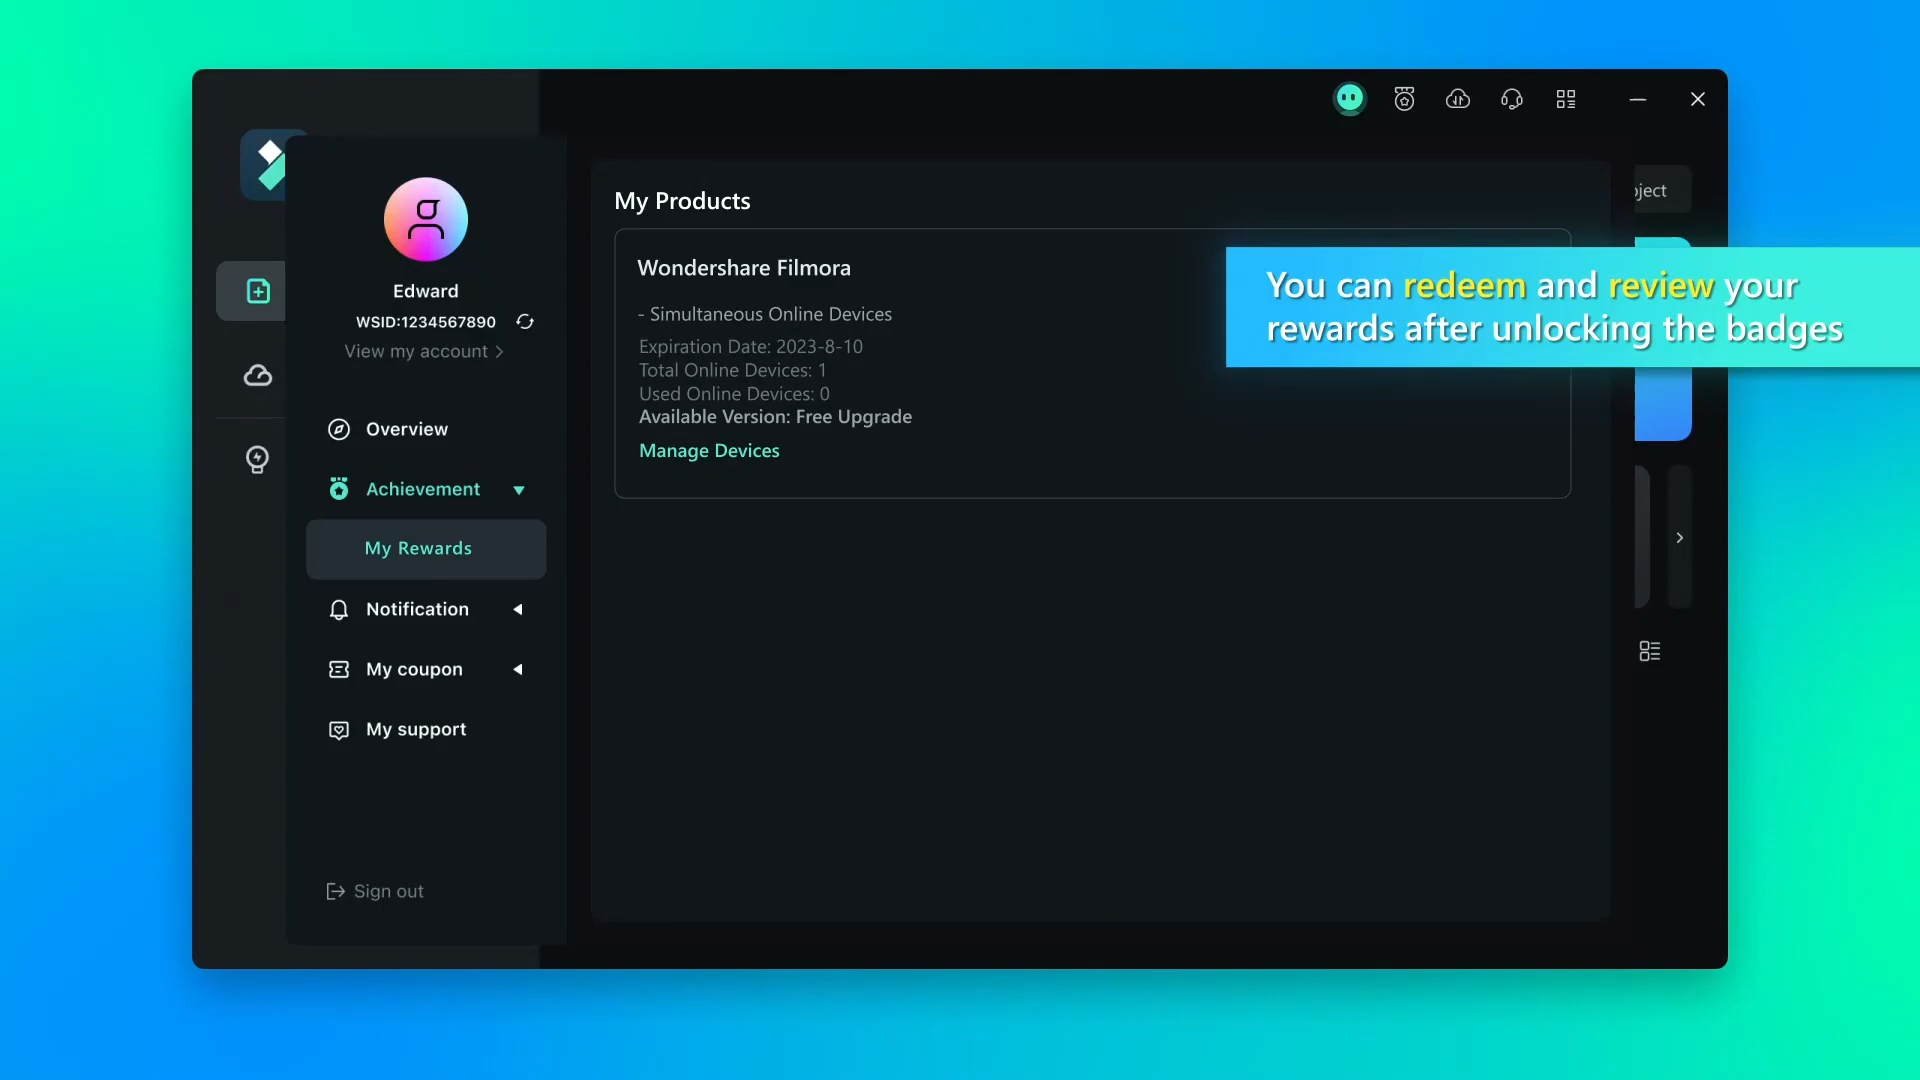 Edward
WSID:1234567890
View my account >
Overview
Achievement
My Rewards
Notification
My coupon
My support
Sign out
My Products
Wondershare Filmora
- Simultaneous Online Devices
Expiration Date: 2023-8-10
Total Online Devices: 1
Used Online Devices: 0
Available Version: Free Upgrade
Manage Devices
You can redeem and review your
rewards after unlocking the badges